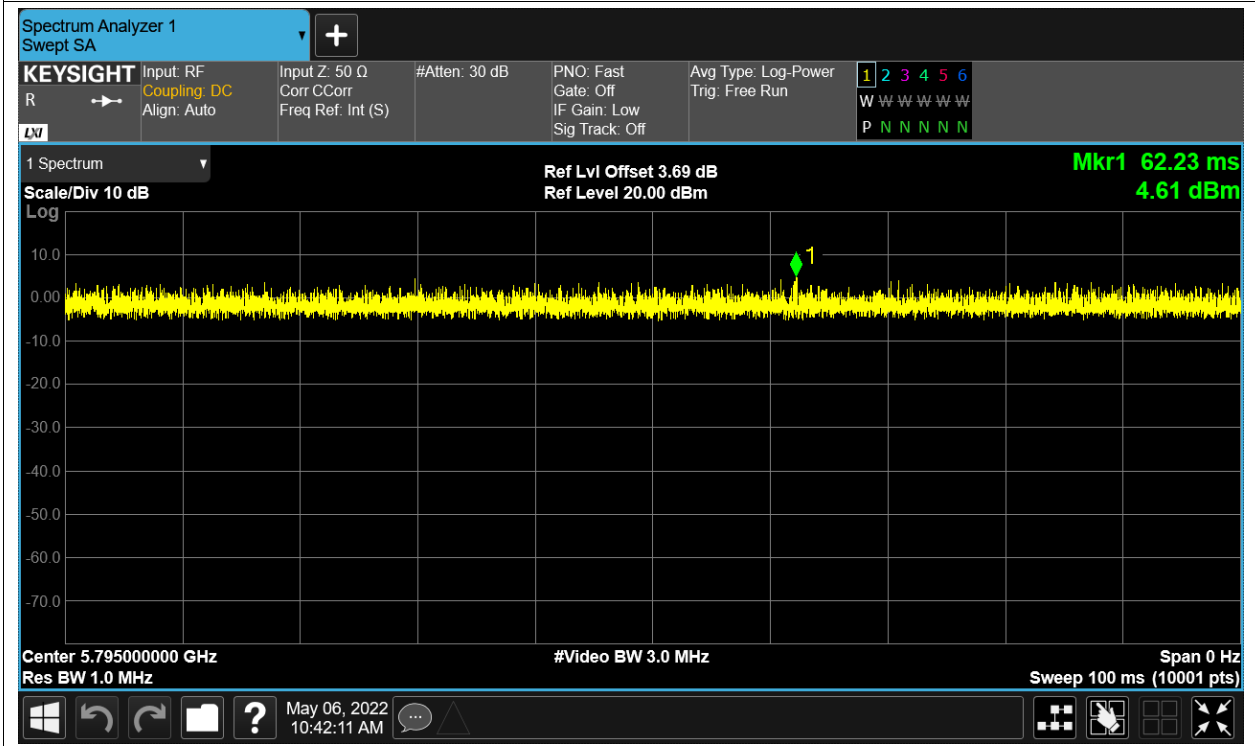 Spectrum Analyzer 1
Swept SA
KEYSIGHT
R
LXI
Input: RF
Coupling: DC
Align: Auto
Input Z: 50 Ω
Corr CCorr
Freq Ref: Int (S)
#Atten: 30 dB
PNO: Fast
Gate: Off
IF Gain: Low
Sig Track: Off
Avg Type: Log-Power
Trig: Free Run
1 2 3 4 5 6
W W W W W W
P N N N N N
1 Spectrum
Scale/Div 10 dB
Ref Lvl Offset 3.69 dB
Ref Level 20.00 dBm
Mkr1 62.23 ms
4.61 dBm
Log
10.0
0.00
-10.0
-20.0
-30.0
-40.0
-50.0
-60.0
-70.0
1
Center 5.795000000 GHz
Res BW 1.0 MHz
#Video BW 3.0 MHz
Span 0 Hz
Sweep 100 ms (10001 pts)
?
May 06, 2022
10:42:11 AM